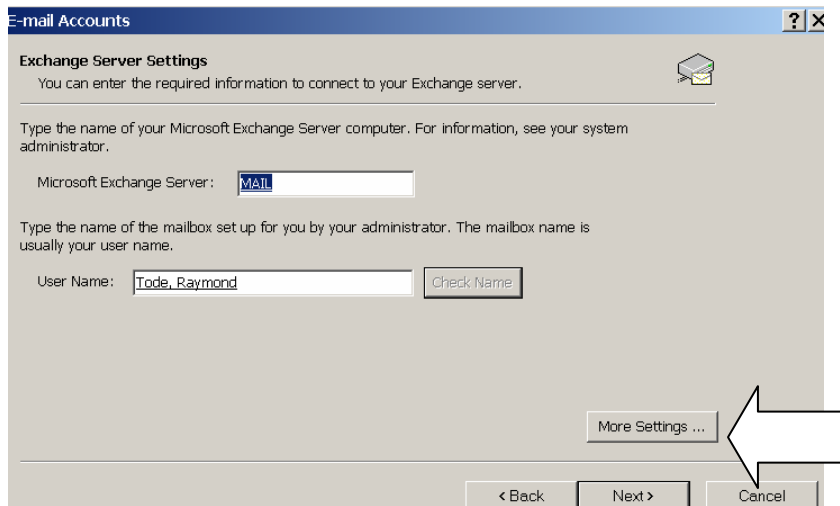 E-mail Accounts
Exchange Server Settings
You can enter the required information to connect to your Exchange server.
Type the name of your Microsoft Exchange Server computer. For information, see your system
administrator.
Microsoft Exchange Server: MAIL
Type the name of the mailbox set up for you by your administrator. The mailbox name is
usually your user name.
User Name: Tode, Raymond Check Name
More Settings ...
< Back Next > Cancel